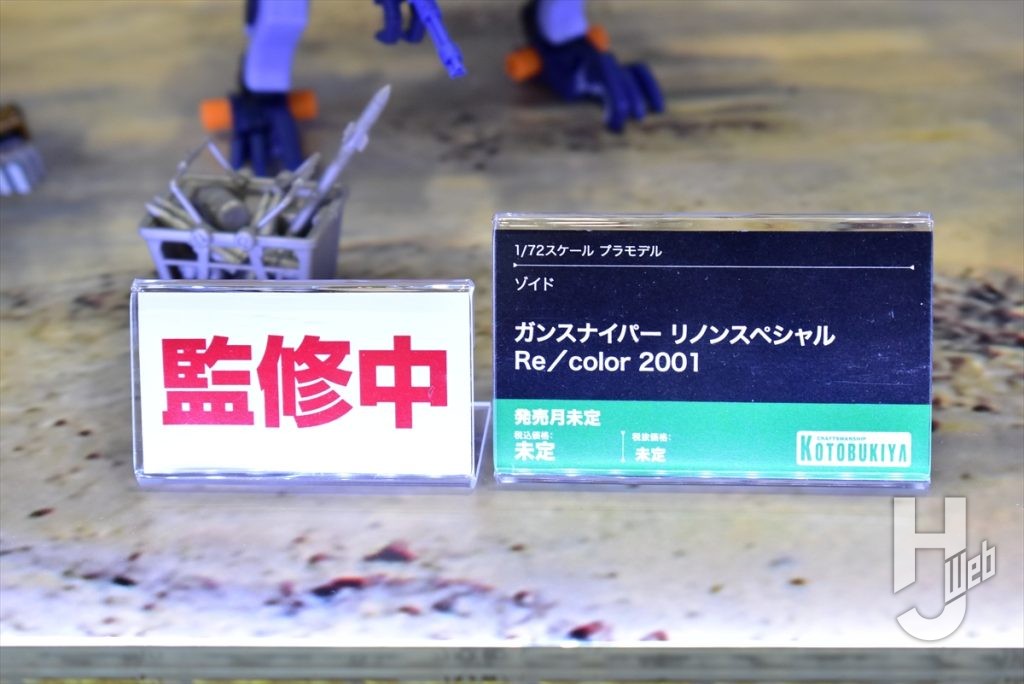 監修中
1/72スケール プラモデル
ゾイド
ガンスナイパー リノンスペシャル
Re／color 2001
発売月未定
税込価格: 税抜価格:
未定 未定
CRAFTSMANSHIP
KOTOBUKIYA
HJ Web